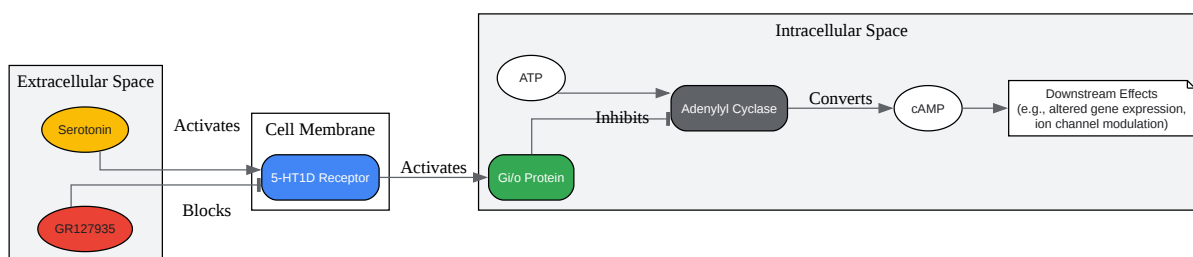 Extracellular Space
Serotonin
GR127935
Activates
Blocks
Cell Membrane
5-HT1D Receptor
Activates
Intracellular Space
ATP
Inhibits
Gi/o Protein
Adenylyl Cyclase
Converts
cAMP
Downstream Effects
(e.g., altered gene expression,
ion channel modulation)